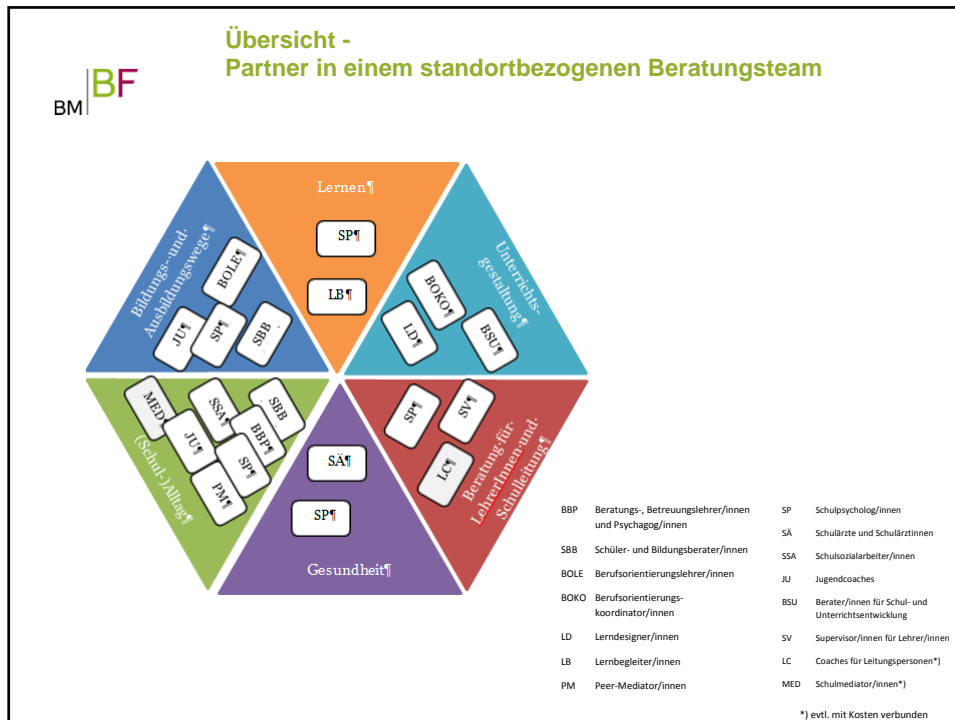 Übersicht -
Partner in einem standortbezogenen Beratungsteam
BM BF
Lernen¶
SP¶
LB¶
Bildungs-·und·
Ausbildungswege¶
BOLE¶
JU¶
SP¶
SBB
Unterrichts-
gestaltung¶
BOKO¶
LD¶
BSU¶
(Schul-)Alltag¶
MED¶
SSA¶
SBB
JU¶
BBP¶
SP¶
PM¶
SÄ¶
SP¶
Gesundheit¶
SP¶
SV¶
LC¶
Beratung·für·
LehrerInnen·und·
Schulleitung¶
BBP Beratungs-, Betreuungslehrer/innen
und Psychagog/innen
SBB Schüler- und Bildungsberater/innen
BOLE Berufsorientierungslehrer/innen
BOKO Berufsorientierungs-
koordinator/innen
LD Lerndesigner/innen
LB Lernbegleiter/innen
PM Peer-Mediator/innen
SP Schulpsycholog/innen
SÄ Schulärzte und Schulärztinnen
SSA Schulsozialarbeiter/innen
JU Jugendcoaches
BSU Berater/innen für Schul- und
Unterrichtsentwicklung
SV Supervisor/innen für Lehrer/innen
LC Coaches für Leitungspersonen*)
MED Schulmediator/innen*)
*) evtl. mit Kosten verbunden